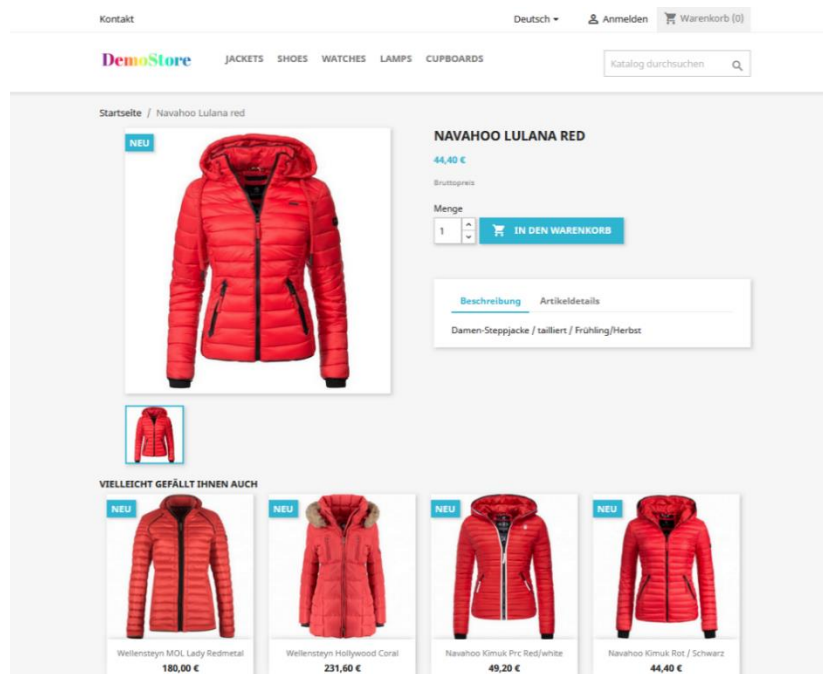 Kontakt
Deutsch
Anmelden
Warenkorb (0)
DemoStore
JACKETS SHOES WATCHES LAMPS CUPBOARDS
Katalog durchsuchen
Startseite / Navahoo Lulana red
NEU
NAVAHOO LULANA RED
44,40 €
Bruttopreis
Menge
1
IN DEN WARENKORB
Beschreibung Artikeldetails
Damen-Steppjacke / tailliert / Frühling/Herbst
VIELLEICHT GEFÄLLT IHNEN AUCH
NEU NEU NEU NEU
Wellensteyn MOL Lady Redmetal
180,00 €
Wellensteyn Hollywood Coral
231,60 €
Navahoo Kimuk Prc Red/white
49,20 €
Navahoo Kimuk Rot / Schwarz
44,40 €